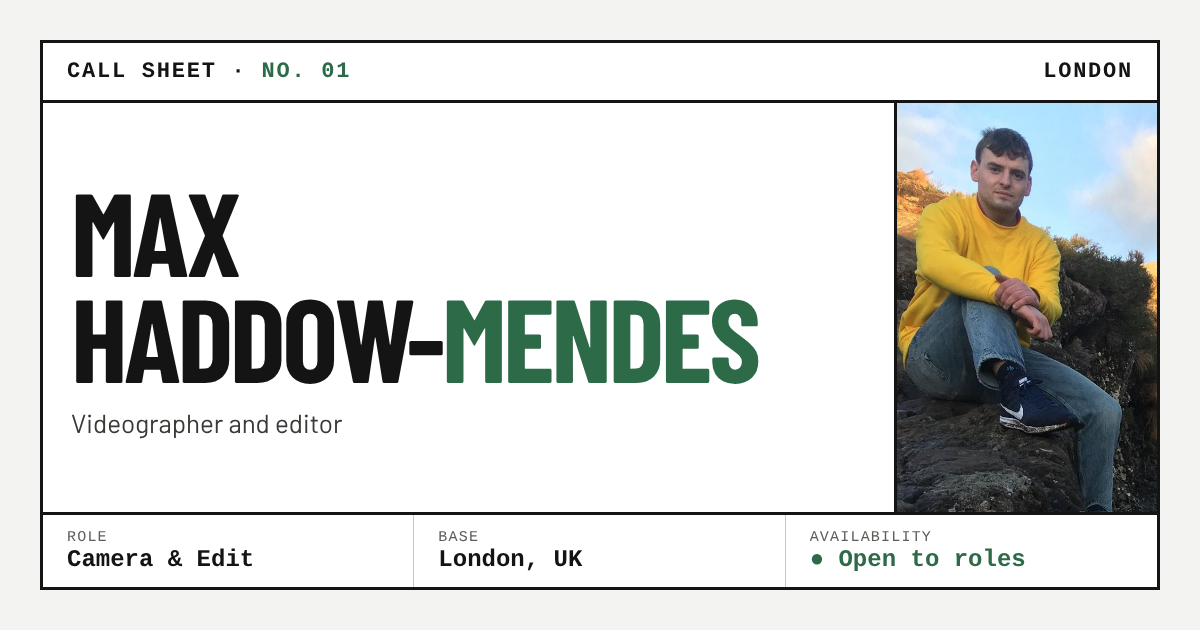 CALL SHEET · NO. 01
LONDON
MAX
HADDOW-MENDES
Videographer and editor
ROLE
Camera & Edit
BASE
London, UK
AVAILABILITY
● Open to roles